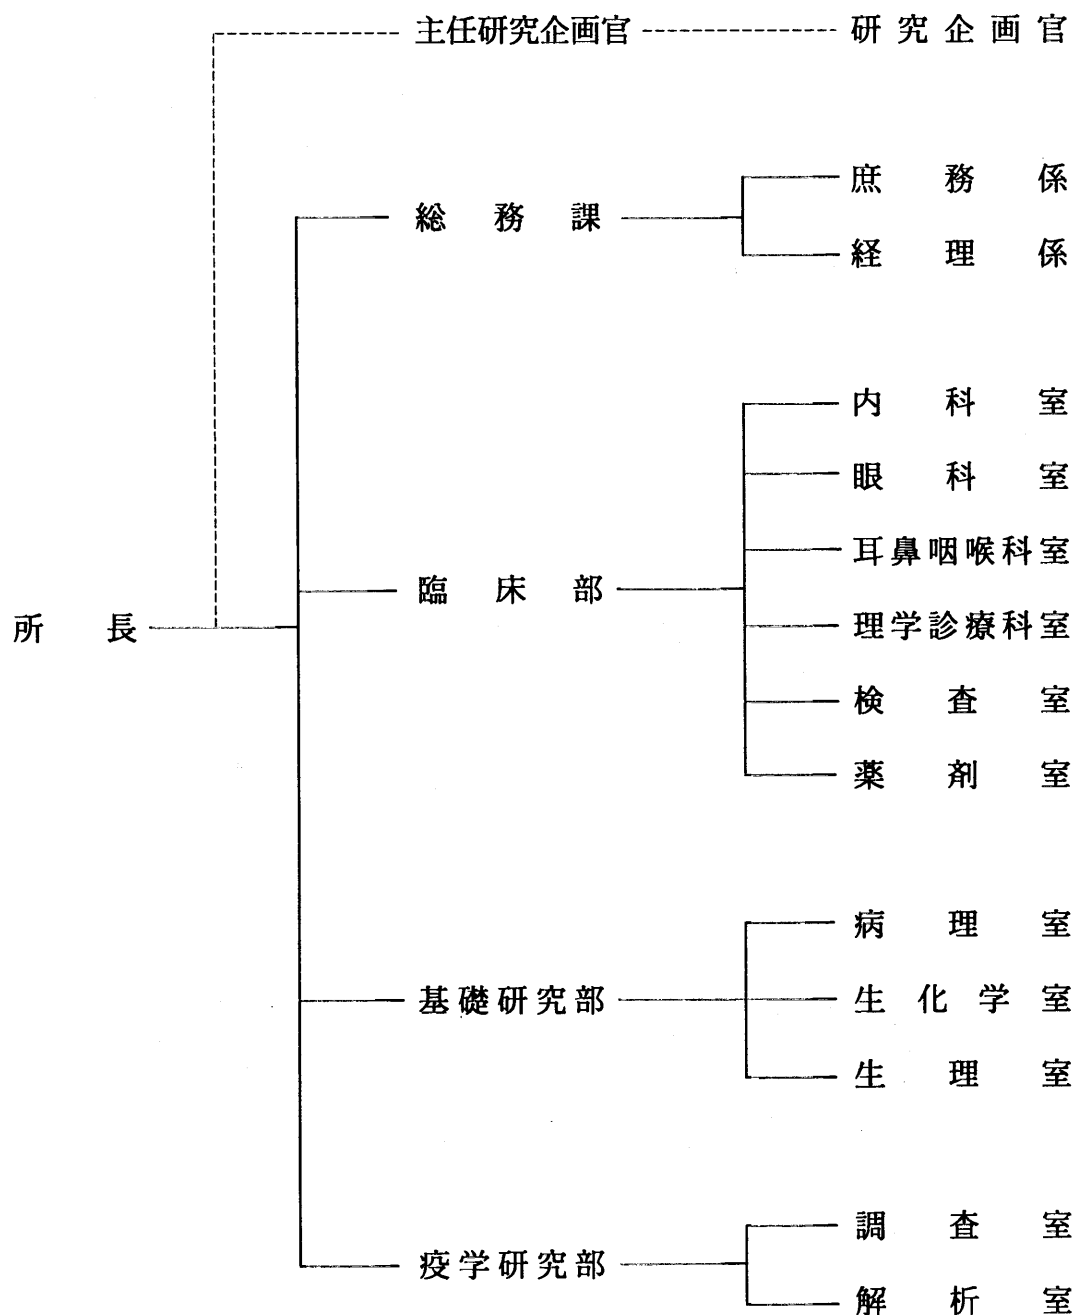 主任研究企画官 研究企画官
庶務係
総務課
経理係
内科室
眼科室
耳鼻咽喉科室
臨床部
所長
理学診療科室
検査室
薬剤室
病理室
基礎研究部 生化学室
生理室
調査室
疫学研究部
解析室